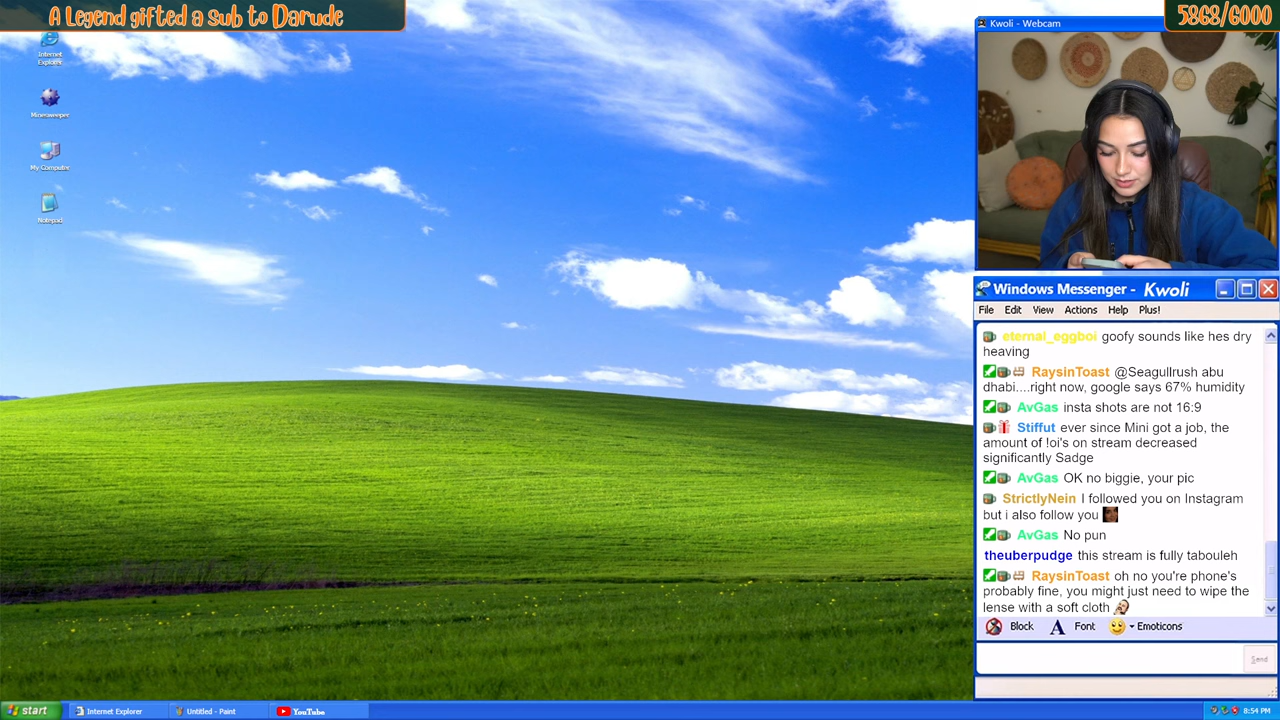 A Legend gifted a sub to Darude
5868/6000
Internet
Explorer
Minesweeper
My Computer
Notepad
Kwoli - Webcam
Windows Messenger - Kwoli
File Edit View Actions Help Plus!
eternal_eggboi goofy sounds like hes dry
heaving
RaysinToast @Seagullrush abu
dhabi....right now, google says 67% humidity
AvGas insta shots are not 16:9
Stiffut ever since Mini got a job, the
amount of !oi's on stream decreased
significantly Sadge
AvGas OK no biggie, your pic
StrictlyNein I followed you on Instagram
but i also follow you
AvGas No pun
theuberpudge this stream is fully tabouleh
RaysinToast oh no you're phone's
probably fine, you might just need to wipe the
lense with a soft cloth
Block Font Emoticons
Send
start Internet Explorer Untitled - Paint YouTube 8:54 PM